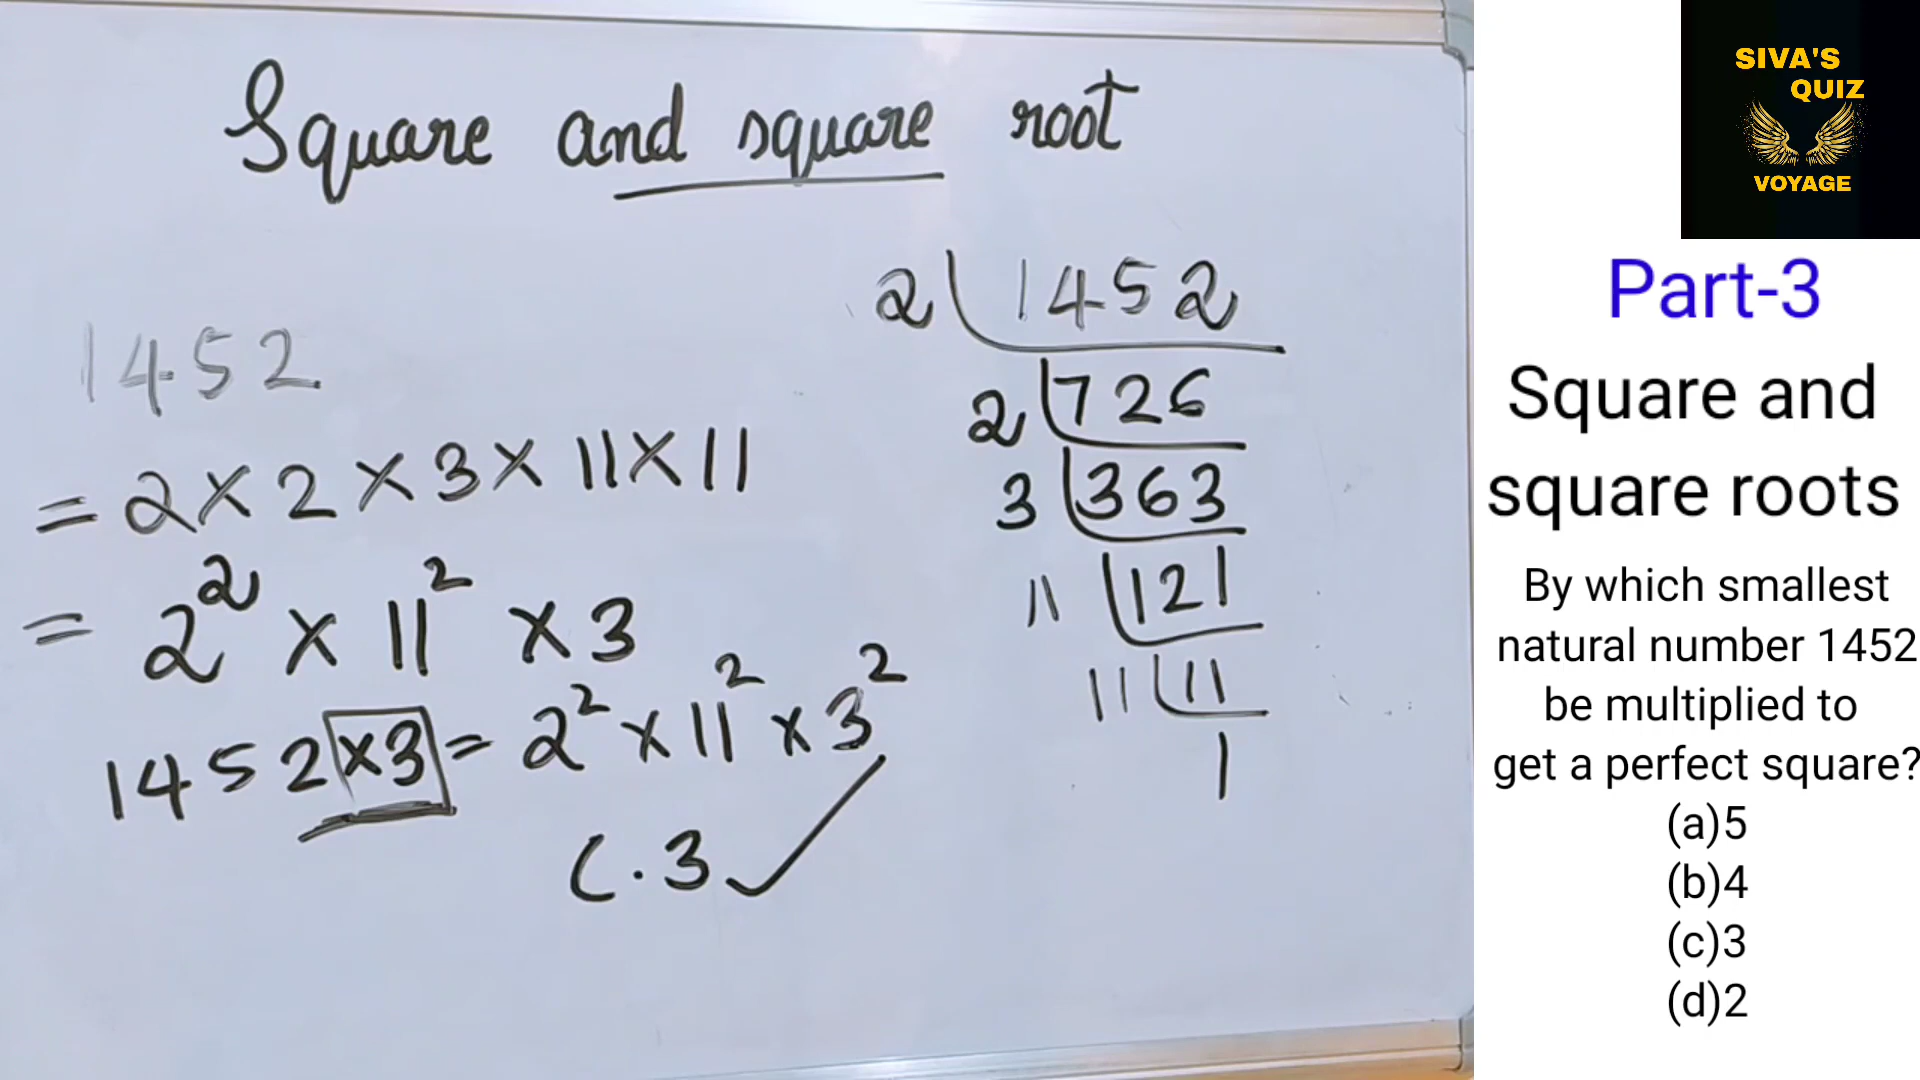 Square and square root
1452
= 2 × 2 × 3 × 11 × 11
= 2² × 11² × 3
1452 ×3 = 2² × 11² × 3²
C. 3 ✓
2 1452
2 726
3 363
11 121
11 11
1
SIVA'S
QUIZ
VOYAGE
Part-3
Square and
square roots
By which smallest
natural number 1452
be multiplied to
get a perfect square?
(a)5
(b)4
(c)3
(d)2